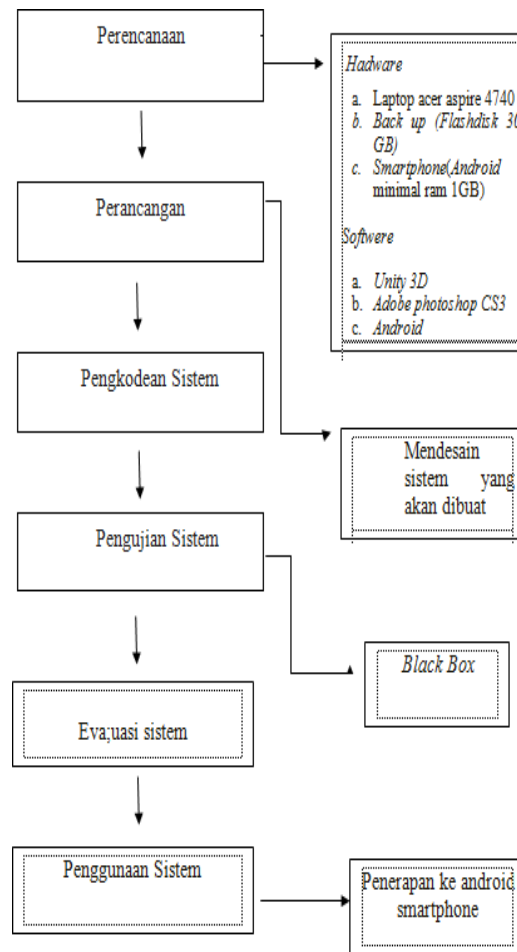 Perencanaan
Hadware
a. Laptop acer aspire 4740
b. Back up (Flashdisk 30
GB)
c. Smartphone(Android
minimal ram 1GB)
Softwere
a. Unity 3D
b. Adobe photoshop CS3
c. Android
Perancangan
Mendesain
sistem yang
akan dibuat
Pengkodean Sistem
Pengujian Sistem
Black Box
Eva;uasi sistem
Penggunaan Sistem
Penerapan ke android
smartphone